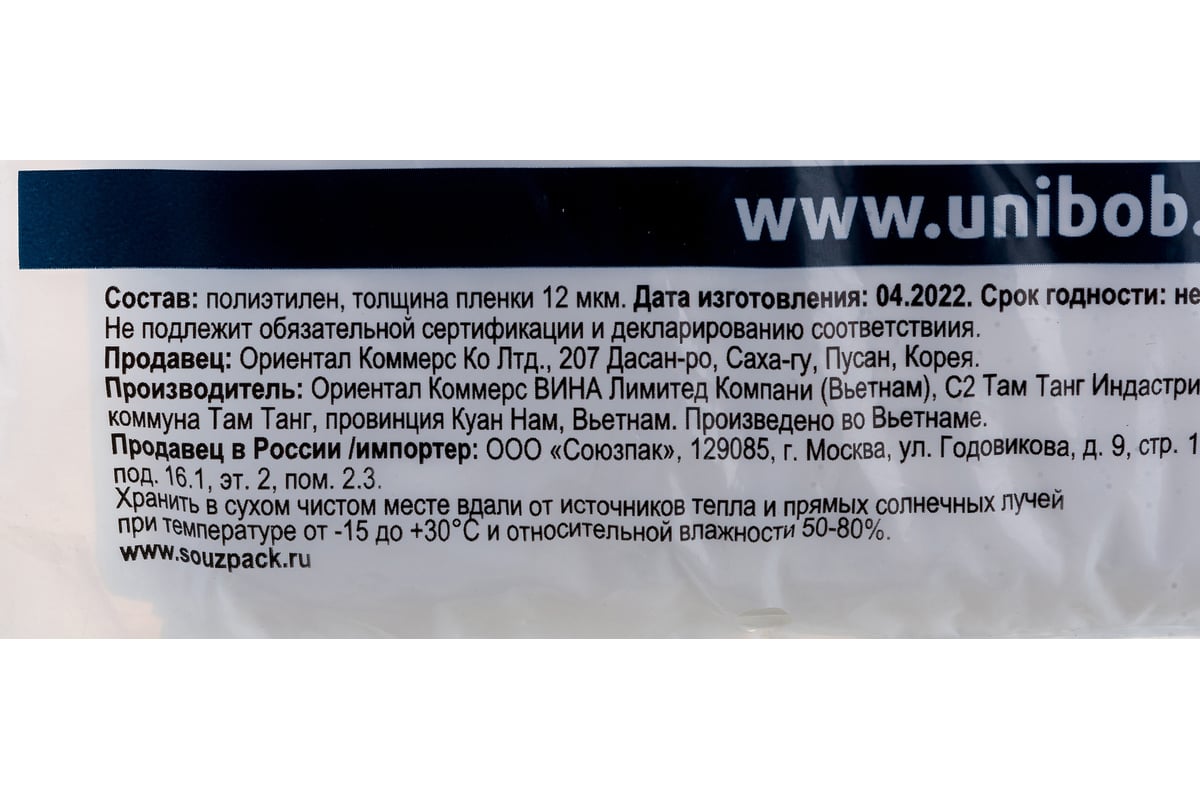 www.unibob.
Состав: полиэтилен, толщина пленки 12 мкм. Дата изготовления: 04.2022. Срок годности: не
Не подлежит обязательной сертификации и декларированию соответствиия.
Продавец: Ориентал Коммерс Ко Лтд., 207 Дасан-ро, Саха-гу, Пусан, Корея.
Производитель: Ориентал Коммерс ВИНА Лимитед Компани (Вьетнам), С2 Там Танг Индастри
коммуна Там Танг, провинция Куан Нам, Вьетнам. Произведено во Вьетнаме.
Продавец в России /импортер: ООО «Союзпак», 129085, г. Москва, ул. Годовикова, д. 9, стр. 1
под. 16.1, эт. 2, пом. 2.3.
Хранить в сухом чистом месте вдали от источников тепла и прямых солнечных лучей
при температуре от -15 до +30°С и относительной влажности 50-80%.
www.souzpack.ru